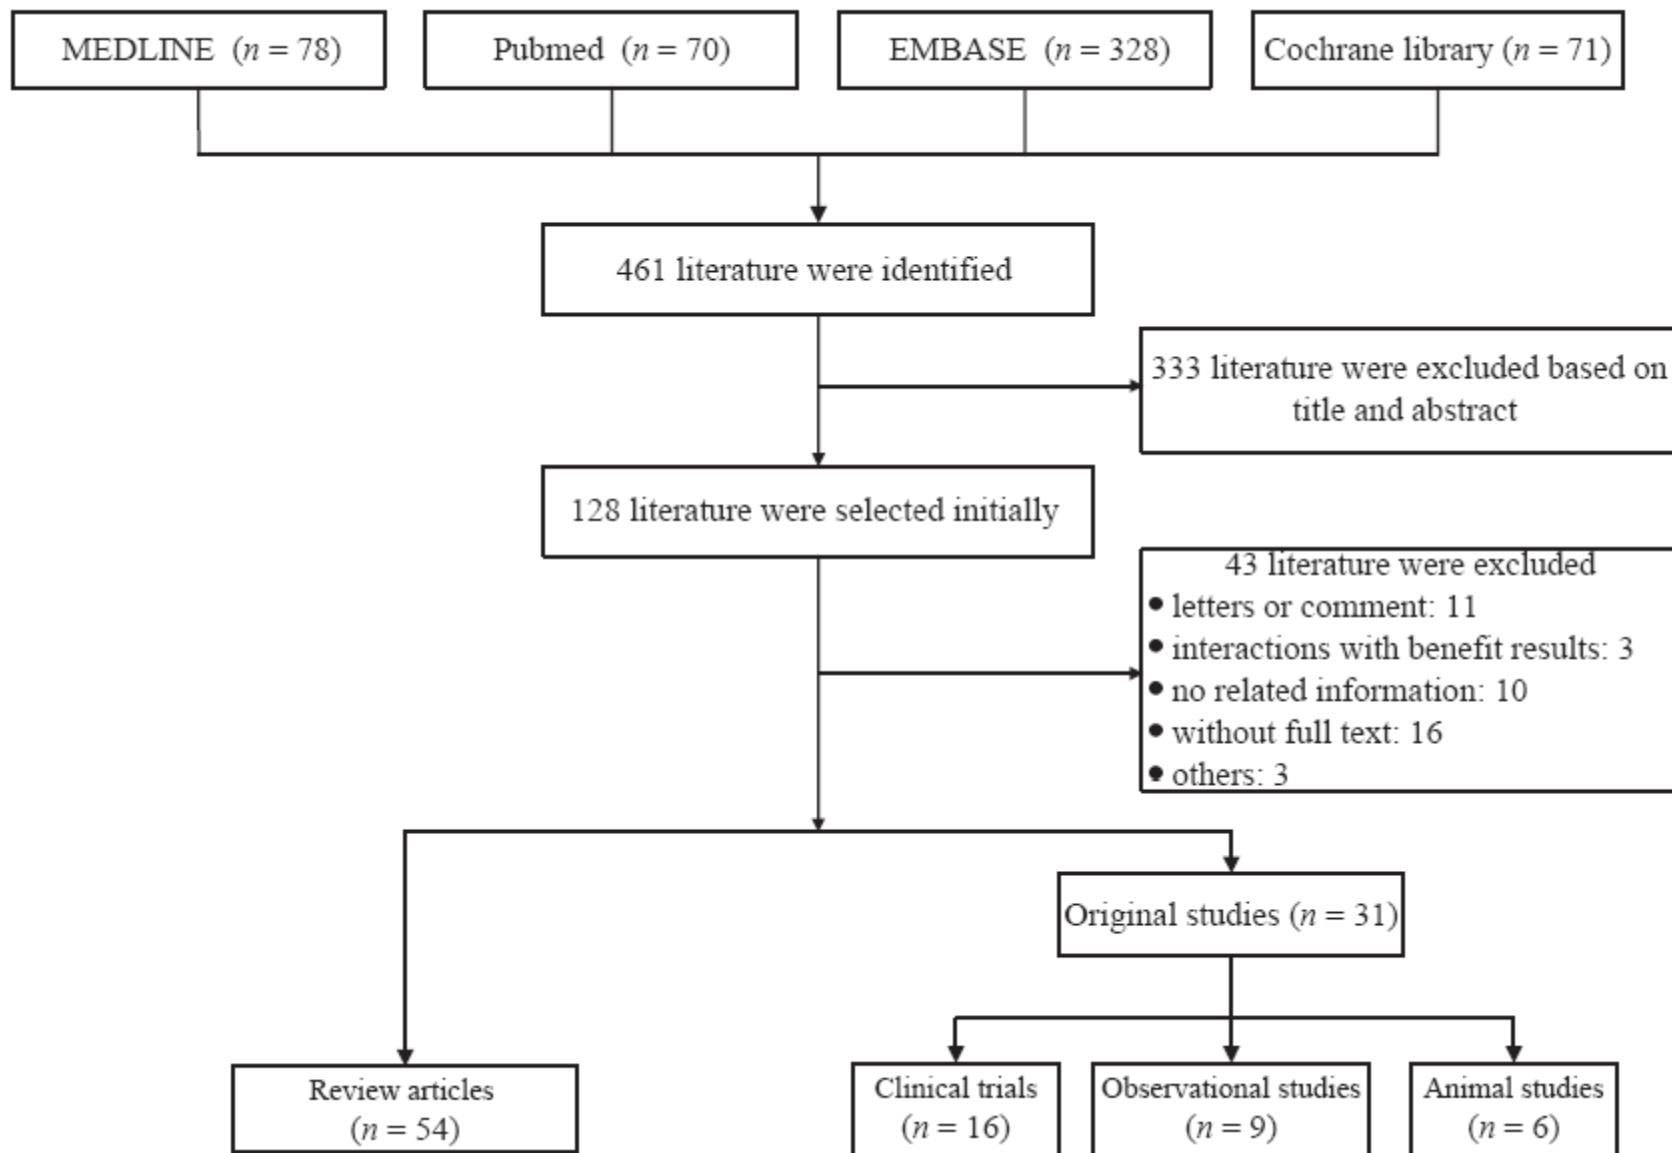 MEDLINE (n = 78)
Pubmed (n = 70)
EMBASE (n = 328)
Cochrane library (n = 71)
461 literature were identified
333 literature were excluded based on
title and abstract
128 literature were selected initially
43 literature were excluded
• letters or comment: 11
• interactions with benefit results: 3
• no related information: 10
• without full text: 16
• others: 3
Original studies (n = 31)
Review articles
(n = 54)
Clinical trials
(n = 16)
Observational studies
(n = 9)
Animal studies
(n = 6)